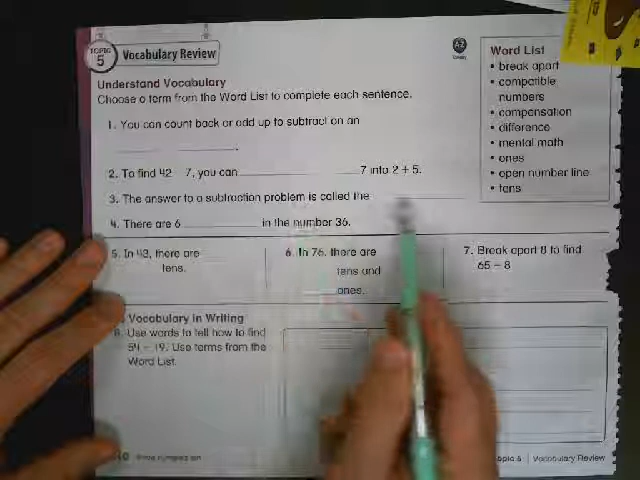 TOPIC 5 Vocabulary Review
A-Z
Understand Vocabulary
Choose a term from the Word List to complete each sentence.
1. You can count back or add up to subtract on an
2. To find 42 – 7, you can 7 into 2 + 5.
3. The answer to a subtraction problem is called the
4. There are 6 in the number 36.
Word List
• break apart
• compatible
numbers
• compensation
• difference
• mental math
• ones
• open number line
• tens
5. In 43, there are
tens.
6. In 76, there are
tens and
ones.
7. Break apart 8 to find
65 – 8
Vocabulary in Writing
8. Use words to tell how to find
54 – 19. Use terms from the
Word List.
Vocabulary Review